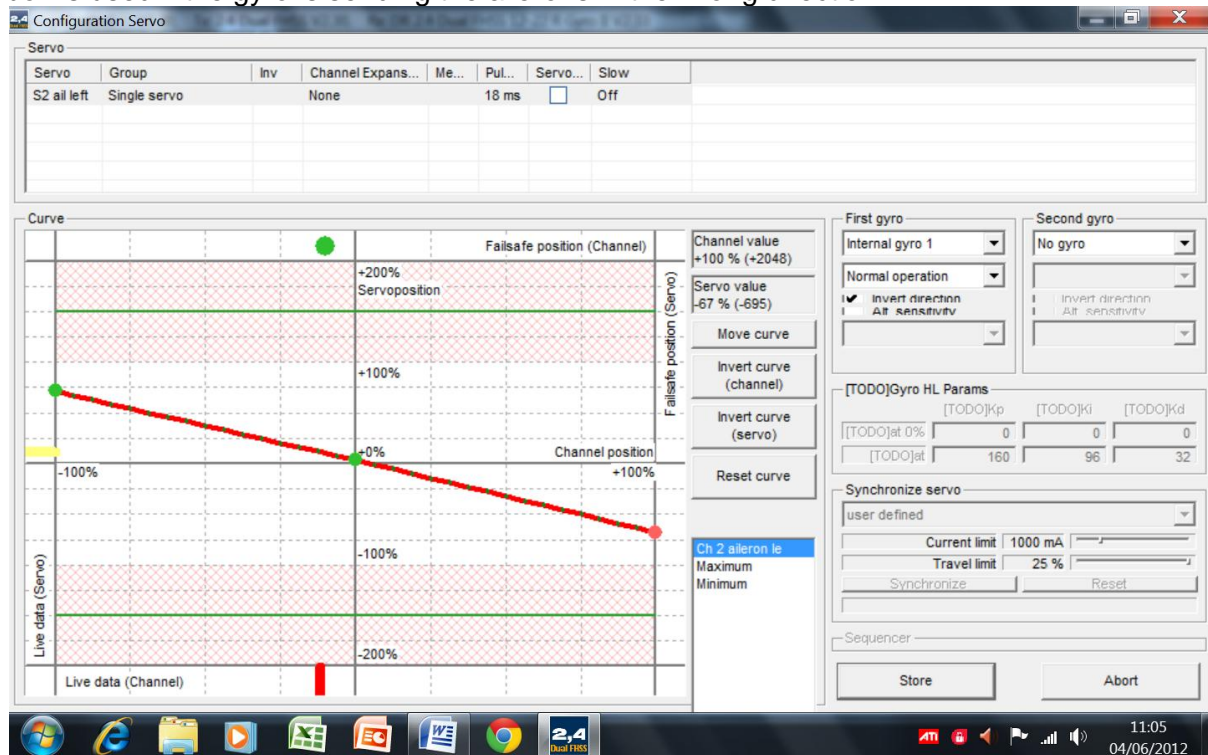 Configuration Servo
Servo
Servo Group Inv Channel Expans... Me... Pul... Servo... Slow
S2 ail left Single servo None 18 ms Off
Curve
Failsafe position (Channel)
+200%
Servoposition
+100%
+0%
Channel position
-100%
+100%
-100%
-200%
Failsafe position (Servo)
Live data (Servo)
Live data (Channel)
Channel value
+100 % (+2048)
Servo value
-67 % (-695)
Move curve
Invert curve
(channel)
Invert curve
(servo)
Reset curve
Ch 2 aileron le
Maximum
Minimum
First gyro
Internal gyro 1
Normal operation
Invert direction
Alt. sensitivity
Second gyro
No gyro
Invert direction
Alt. sensitivity
[TODO]Gyro HL Params
[TODO]Kp [TODO]Ki [TODO]Kd
[TODO]at 0% 0 0 0
[TODO]at 160 96 32
Synchronize servo
user defined
Current limit 1000 mA
Travel limit 25 %
Synchronize Reset
Sequencer
Store Abort
2,4
Dual FHSS
ATI
11:05
04/06/2012